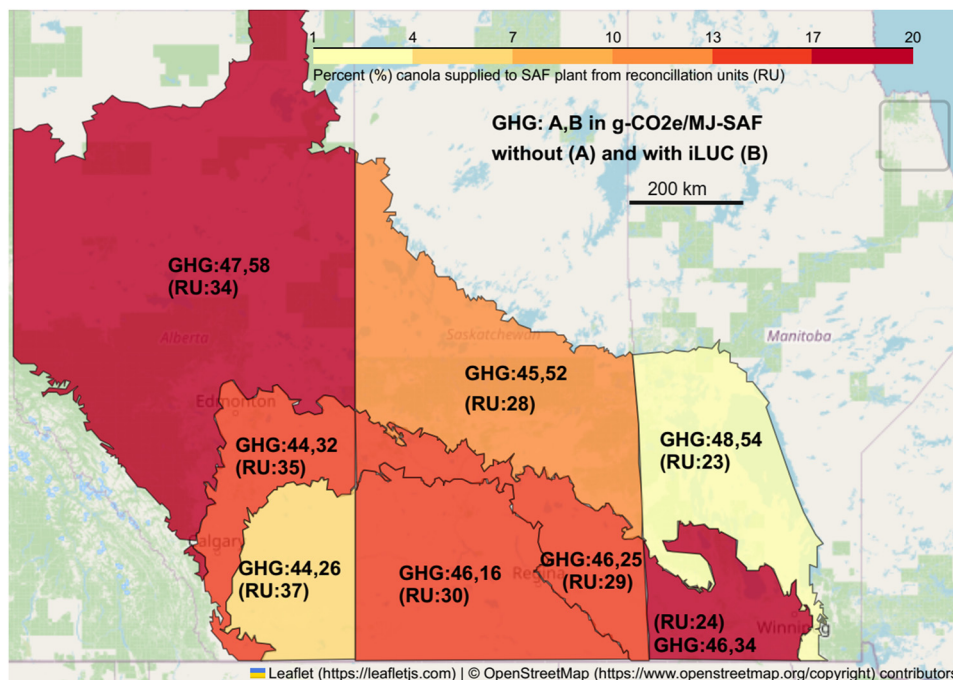 1 4 7 10 13 17 20
Percent (%) canola supplied to SAF plant from reconcillation units (RU)
GHG: A,B in g-CO2e/MJ-SAF
without (A) and with iLUC (B)
200 km
GHG:47,58
(RU:34)
Alberta
Saskatchewan
Manitoba
GHG:45,52
(RU:28)
Edmonton
GHG:44,32
(RU:35)
GHG:48,54
(RU:23)
Calgary
GHG:44,26
(RU:37)
GHG:46,16
(RU:30)
Regina
GHG:46,25
(RU:29)
(RU:24)
GHG:46,34
Winnipeg
Leaflet (https://leafletjs.com) | © OpenStreetMap (https://www.openstreetmap.org/copyright) contributors